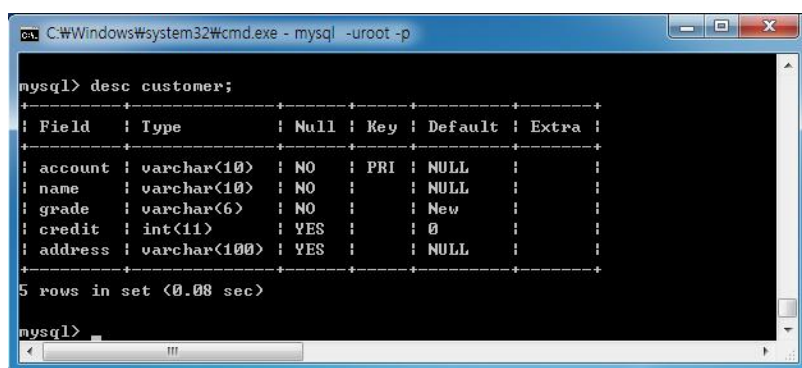 C:₩Windows₩system32₩cmd.exe - mysql -uroot -p
mysql> desc customer;
+---------+--------------+------+-----+---------+-------+
| Field   | Type         | Null | Key | Default | Extra |
+---------+--------------+------+-----+---------+-------+
| account | varchar(10)  | NO   | PRI | NULL    |       |
| name    | varchar(10)  | NO   |     | NULL    |       |
| grade   | varchar(6)   | NO   |     | New     |       |
| credit  | int(11)      | YES  |     | 0       |       |
| address | varchar(100) | YES  |     | NULL    |       |
+---------+--------------+------+-----+---------+-------+
5 rows in set (0.08 sec)
mysql> _